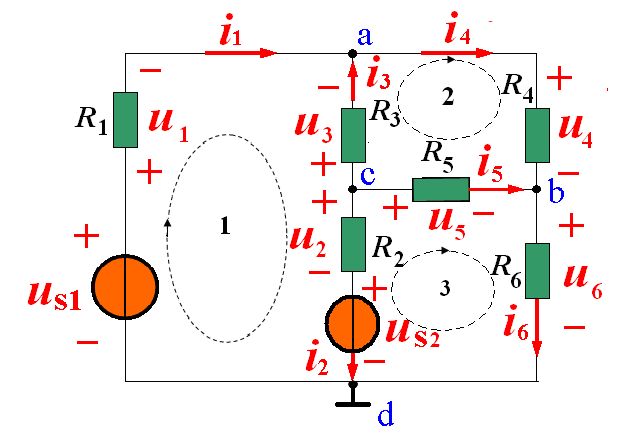 i1 a i4
− − i3 +
R1 u1 u3 R3 2 R4 u4
+ + c R5 i5 − b
1 + + u5 − +
+ u2 R2 R6 u6
us1 − + 3
− i2 us2 − i6 −
d